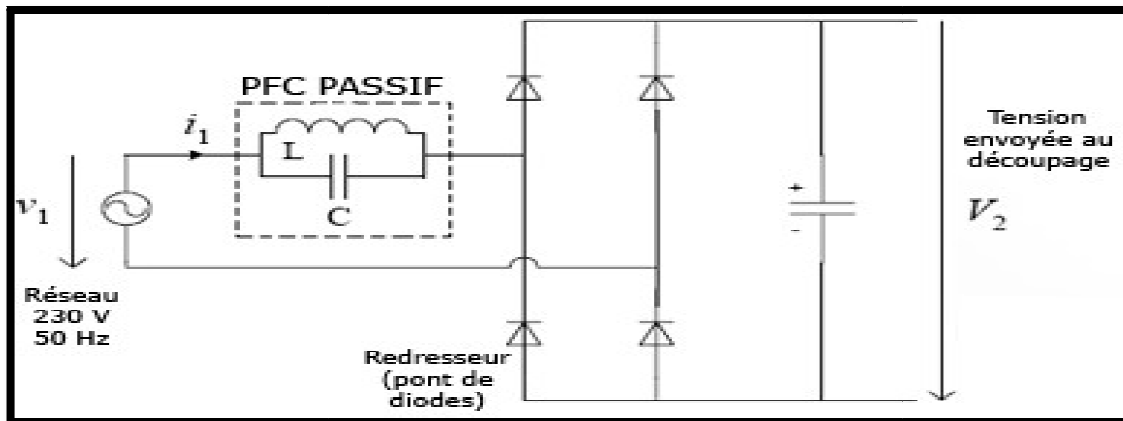 PFC PASSIF
i1
L
C
v1
Réseau
230 V
50 Hz
Redresseur
(pont de
diodes)
+
-
Tension
envoyée au
découpage
V2